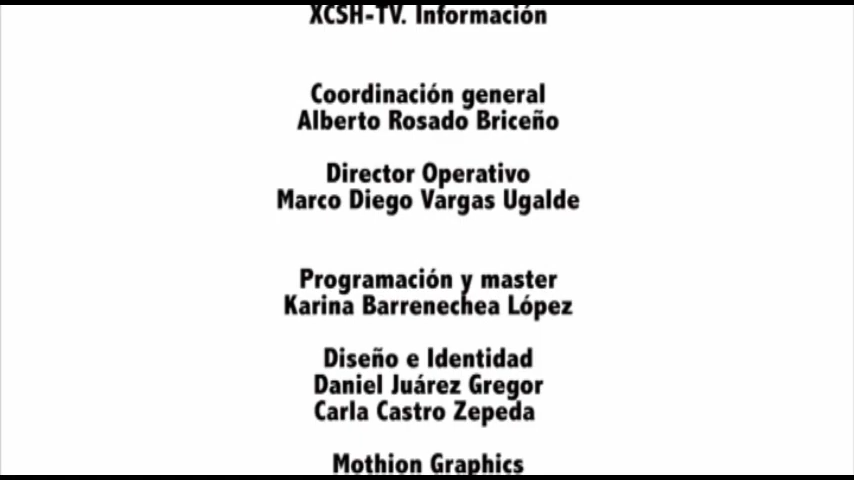 XCSH-TV. Información
Coordinación general
Alberto Rosado Briceño
Director Operativo
Marco Diego Vargas Ugalde
Programación y master
Karina Barrenechea López
Diseño e Identidad
Daniel Juárez Gregor
Carla Castro Zepeda
Mothion Graphics